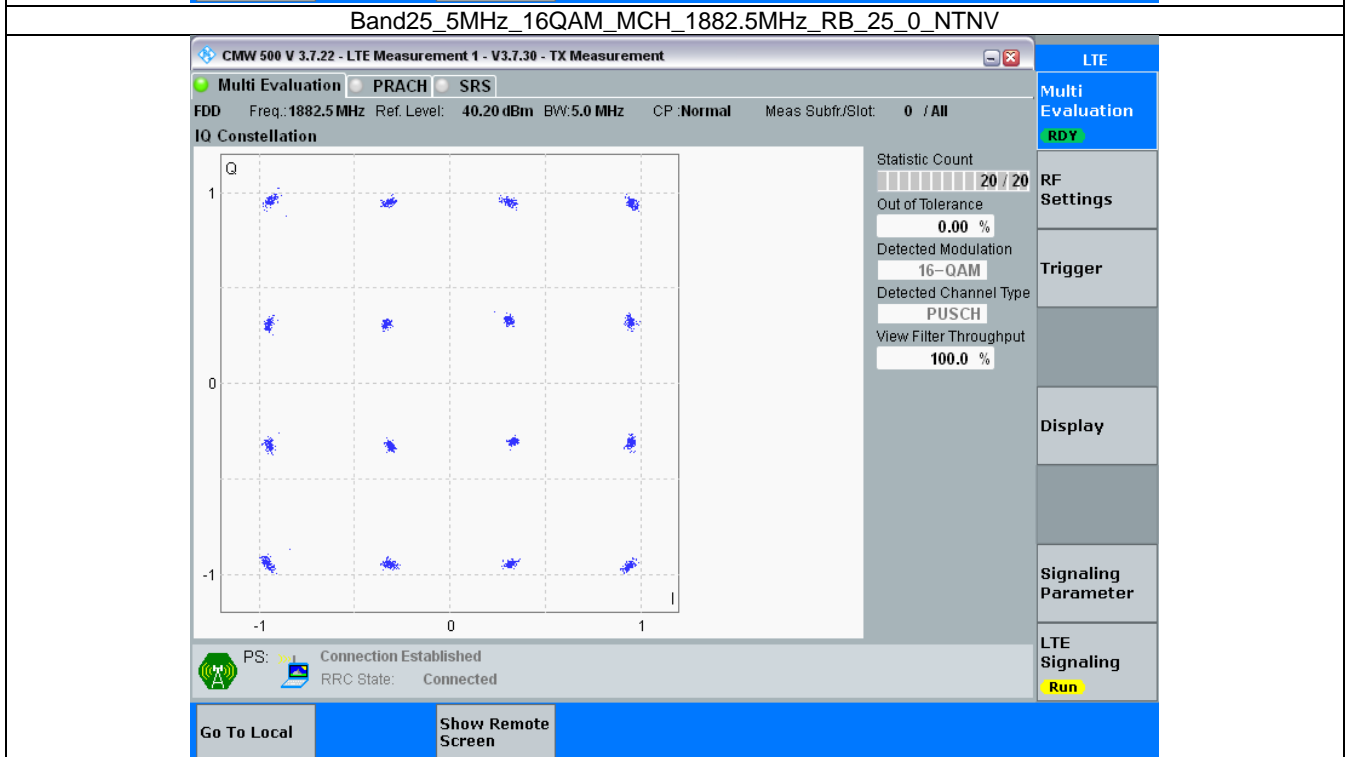 Band25_5MHz_16QAM_MCH_1882.5MHz_RB_25_0_NTNV
CMW 500 V 3.7.22 - LTE Measurement 1 - V3.7.30 - TX Measurement
LTE
Multi Evaluation PRACH SRS
Multi
Evaluation
RDY
FDD Freq.: 1882.5 MHz Ref. Level: 40.20 dBm BW: 5.0 MHz CP : Normal Meas Subfr./Slot: 0 / All
IQ Constellation
Q
1
0
-1
I
-1 0 1
Statistic Count
20 / 20
Out of Tolerance
0.00 %
Detected Modulation
16-QAM
Detected Channel Type
PUSCH
View Filter Throughput
100.0 %
RF
Settings
Trigger
Display
Signaling
Parameter
LTE
Signaling
Run
PS: Connection Established
RRC State: Connected
Go To Local
Show Remote
Screen